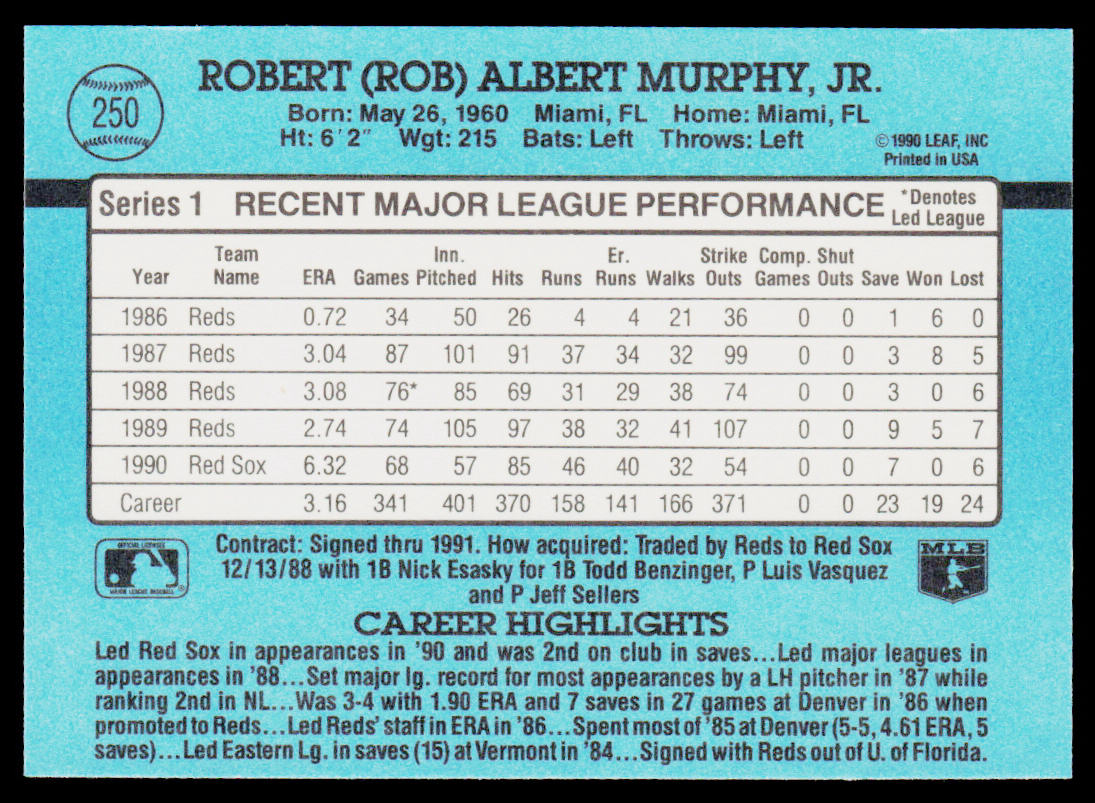 250
ROBERT (ROB) ALBERT MURPHY, JR.
Born: May 26, 1960 Miami, FL Home: Miami, FL
Ht: 6'2" Wgt: 215 Bats: Left Throws: Left
©1990 LEAF, INC
Printed in USA
Series 1 RECENT MAJOR LEAGUE PERFORMANCE *Denotes Led League
Year Team Name ERA Games Inn. Pitched Hits Runs Er. Runs Walks Strike Outs Comp. Games Shut Outs Save Won Lost
1986 Reds 0.72 34 50 26 4 4 21 36 0 0 1 6 0
1987 Reds 3.04 87 101 91 37 34 32 99 0 0 3 8 5
1988 Reds 3.08 76* 85 69 31 29 38 74 0 0 3 0 6
1989 Reds 2.74 74 105 97 38 32 41 107 0 0 9 5 7
1990 Red Sox 6.32 68 57 85 46 40 32 54 0 0 7 0 6
Career 3.16 341 401 370 158 141 166 371 0 0 23 19 24
OFFICIAL LICENSEE
MAJOR LEAGUE BASEBALL
Contract: Signed thru 1991. How acquired: Traded by Reds to Red Sox
12/13/88 with 1B Nick Esasky for 1B Todd Benzinger, P Luis Vasquez
and P Jeff Sellers
MLB
CAREER HIGHLIGHTS
Led Red Sox in appearances in '90 and was 2nd on club in saves...Led major leagues in
appearances in '88...Set major lg. record for most appearances by a LH pitcher in '87 while
ranking 2nd in NL...Was 3-4 with 1.90 ERA and 7 saves in 27 games at Denver in '86 when
promoted to Reds...Led Reds' staff in ERA in '86...Spent most of '85 at Denver (5-5, 4.61 ERA, 5
saves)...Led Eastern Lg. in saves (15) at Vermont in '84...Signed with Reds out of U. of Florida.